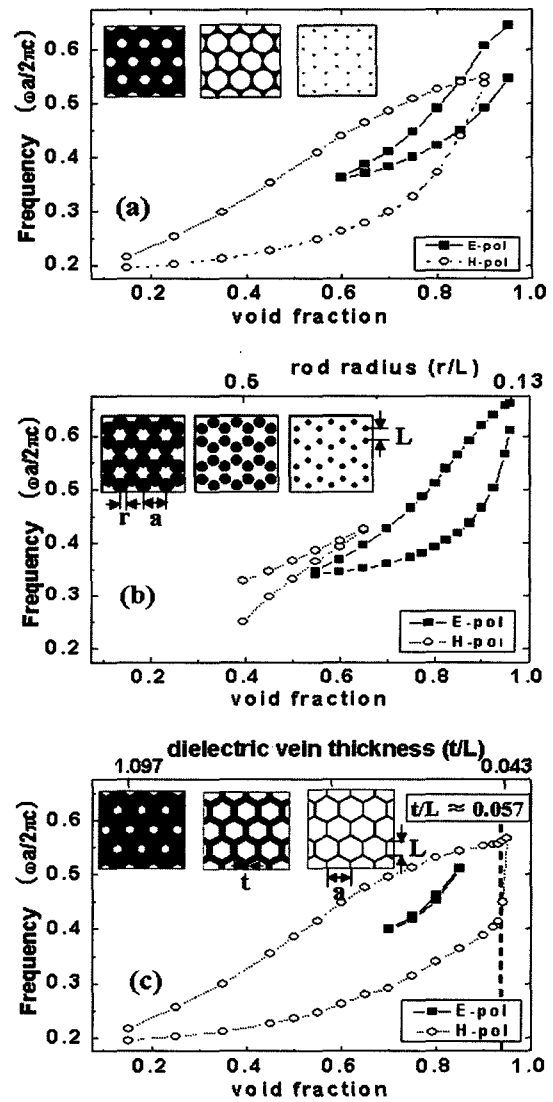 0.6
0.5
0.4
0.3
0.2
Frequency (ωa/2πc)
(a)
E-pol
H-pol
0.2 0.4 0.6 0.8 1.0
void fraction
rod radius (r/L)
0.5 0.13
0.6
0.5
0.4
0.3
0.2
Frequency (ωa/2πc)
L
r a
(b)
E-pol
H-pol
0.2 0.4 0.6 0.8 1.0
void fraction
dielectric vein thickness (t/L)
1.097 0.043
0.6
0.5
0.4
0.3
0.2
Frequency (ωa/2πc)
t/L ≈ 0.057
L
t
a
(c)
E-pol
H-pol
0.2 0.4 0.6 0.8 1.0
void fraction